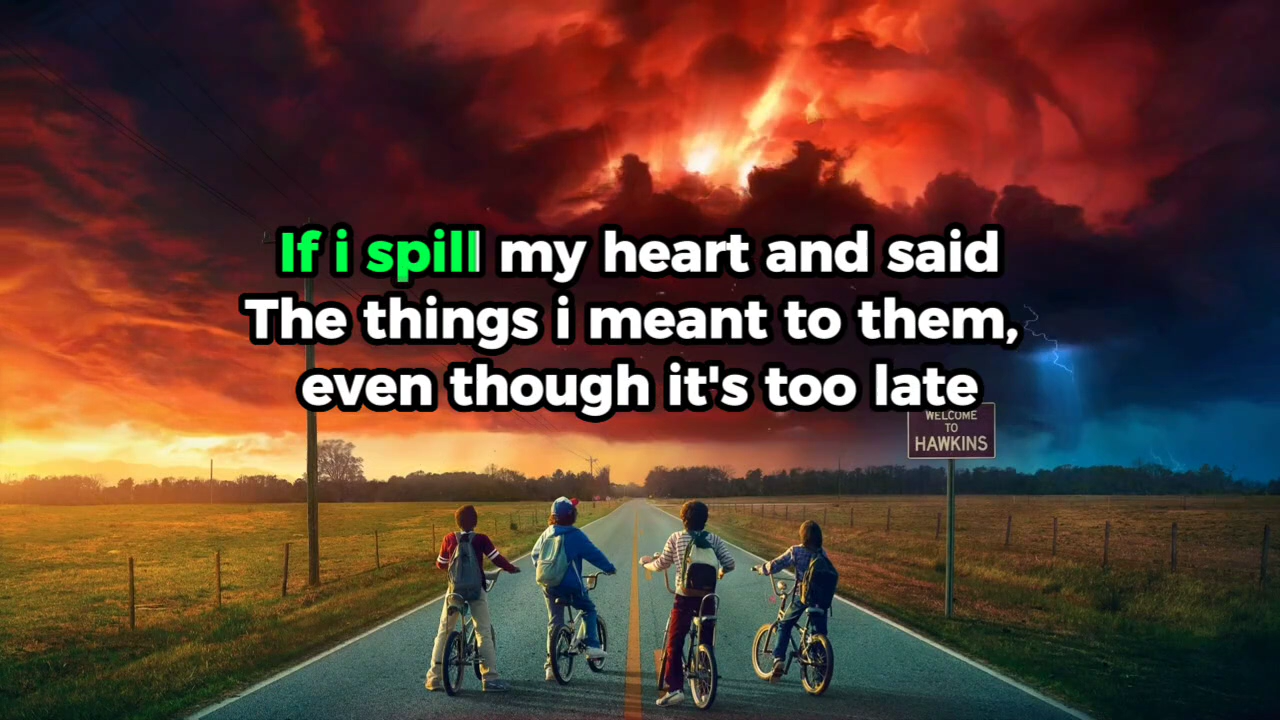 If i spill my heart and said
The things i meant to them,
even though it's too late
WELCOME
TO
HAWKINS